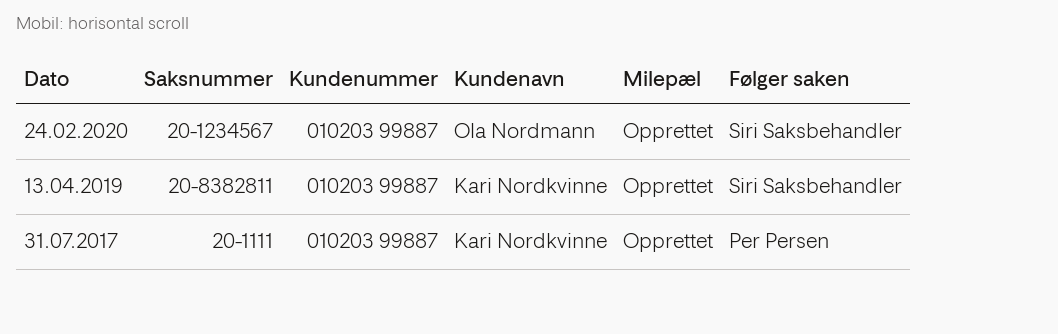 Mobil: horisontal scroll
Dato Saksnummer Kundenummer Kundenavn Milepæl Følger saken
24.02.2020 20-1234567 010203 99887 Ola Nordmann Opprettet Siri Saksbehandler
13.04.2019 20-8382811 010203 99887 Kari Nordkvinne Opprettet Siri Saksbehandler
31.07.2017 20-1111 010203 99887 Kari Nordkvinne Opprettet Per Persen